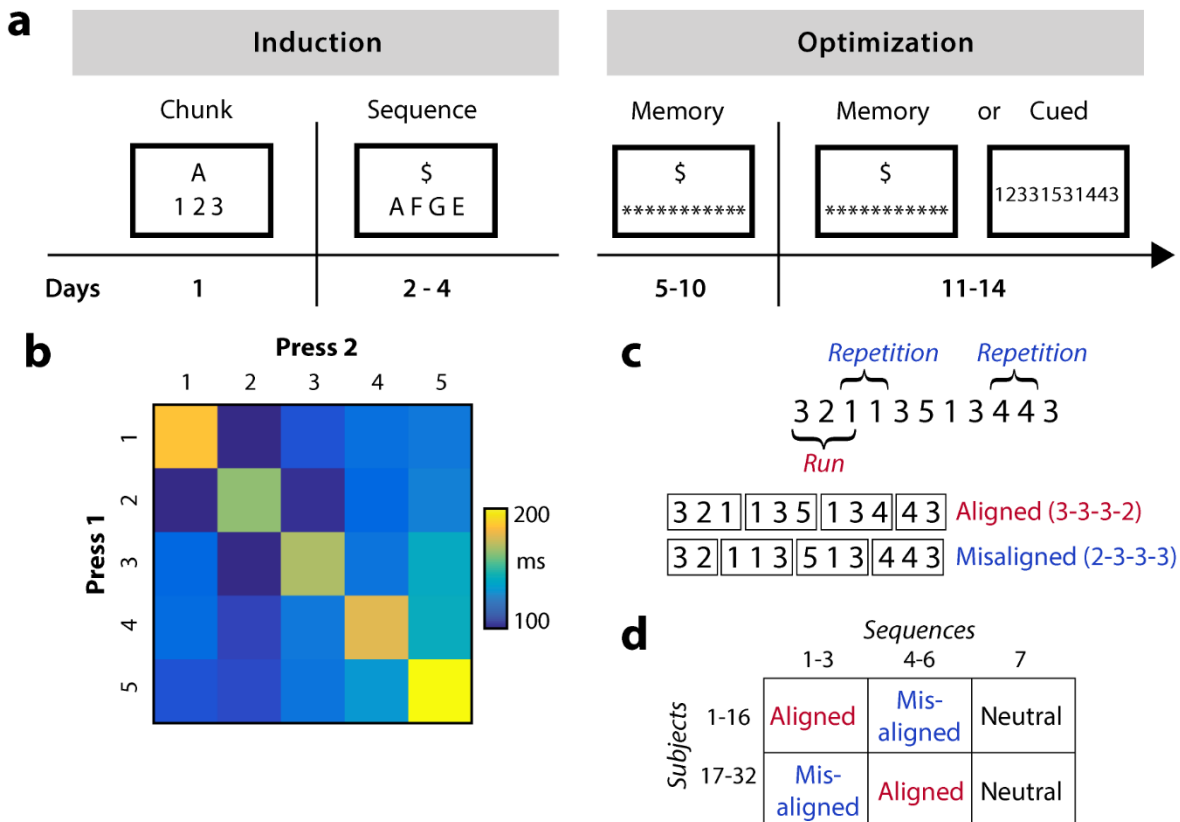 a
Induction
Optimization
Chunk
Sequence
Memory
Memory or Cued
A
1 2 3
$
A F G E
$
***********
$
***********
12331531443
Days 1 2 - 4 5-10 11-14
b
Press 2
1 2 3 4 5
Press 1
1
2
3
4
5
200
ms
100
c
Repetition Repetition
3 2 1 1 3 5 1 3 4 4 3
Run
3 2 1 1 3 5 1 3 4 4 3 Aligned (3-3-3-2)
3 2 1 1 3 5 1 3 4 4 3 Misaligned (2-3-3-3)
d
Sequences
1-3 4-6 7
Subjects
1-16 Aligned Mis-
aligned Neutral
17-32 Mis-
aligned Aligned Neutral